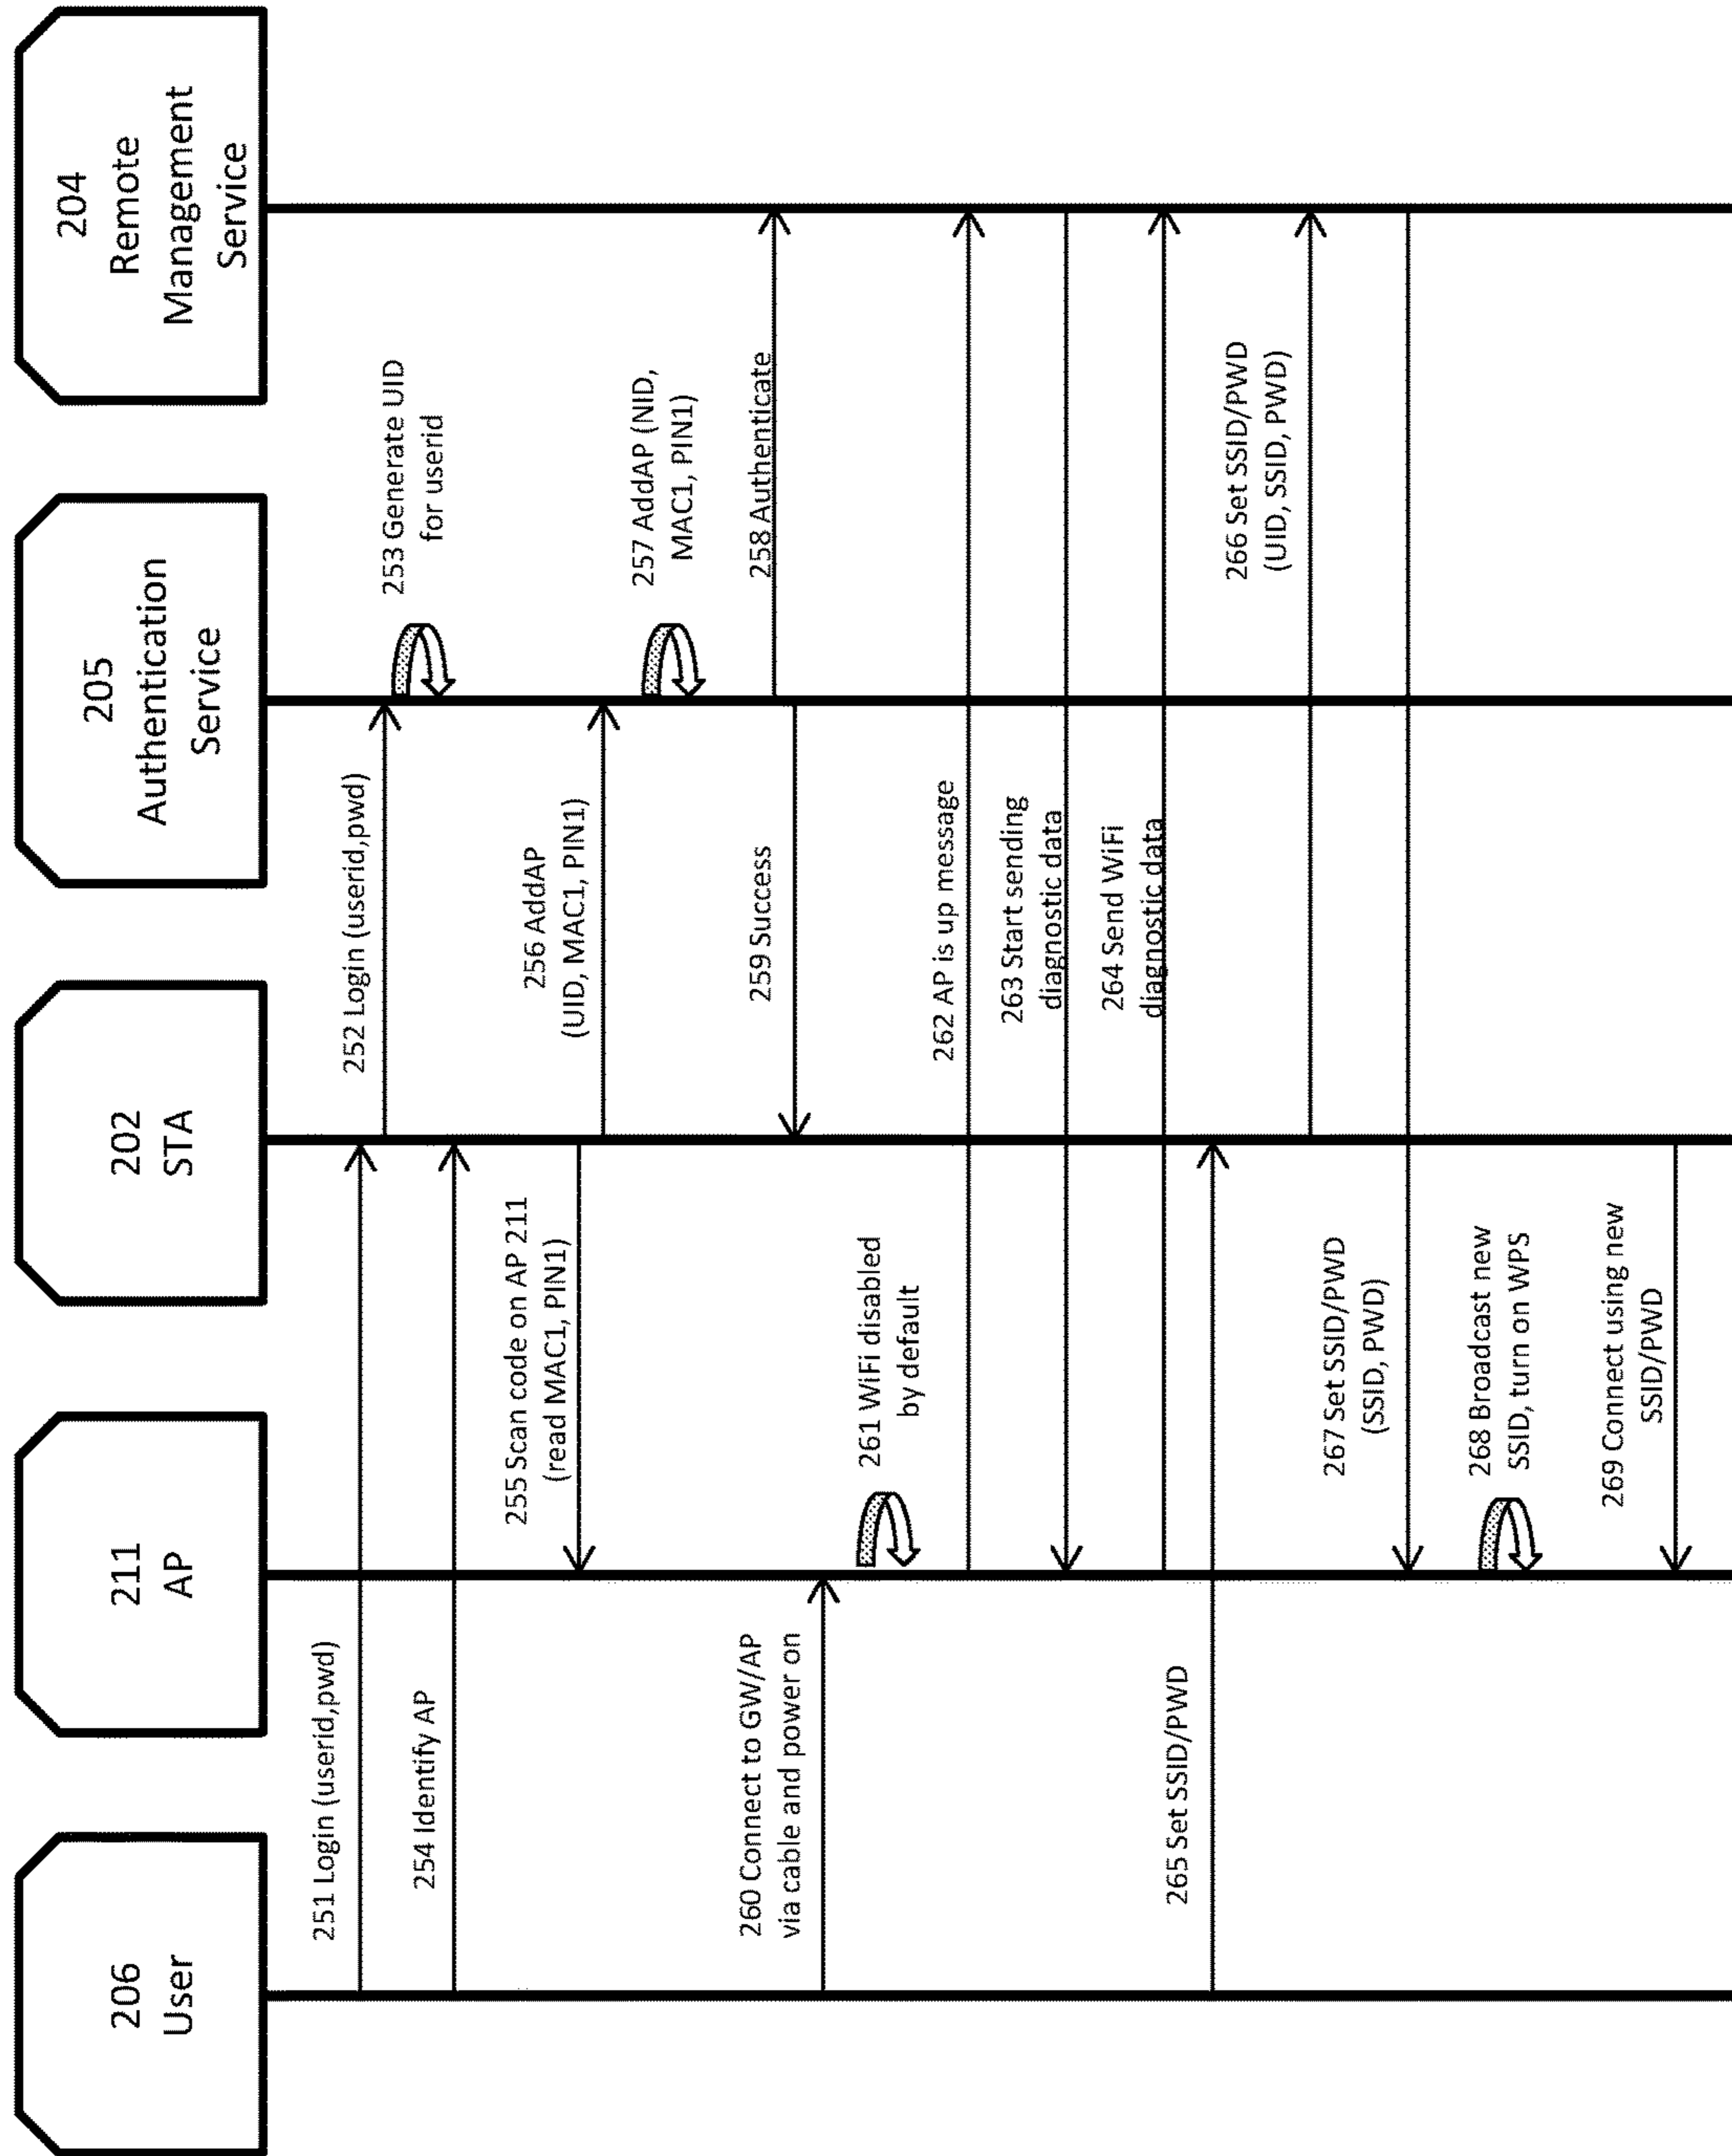 206
User
211
AP
202
STA
205
Authentication
Service
204
Remote
Management
Service
251 Login (userid,pwd)
252 Login (userid,pwd)
253 Generate UID
for userid
254 Identify AP
255 Scan code on AP 211
(read MAC1, PIN1)
256 AddAP
(UID, MAC1, PIN1)
257 AddAP (NID,
MAC1, PIN1)
258 Authenticate
259 Success
260 Connect to GW/AP
via cable and power on
261 WiFi disabled
by default
262 AP is up message
263 Start sending
diagnostic data
264 Send WiFi
diagnostic data
265 Set SSID/PWD
266 Set SSID/PWD
(UID, SSID, PWD)
267 Set SSID/PWD
(SSID, PWD)
268 Broadcast new
SSID, turn on WPS
269 Connect using new
SSID/PWD